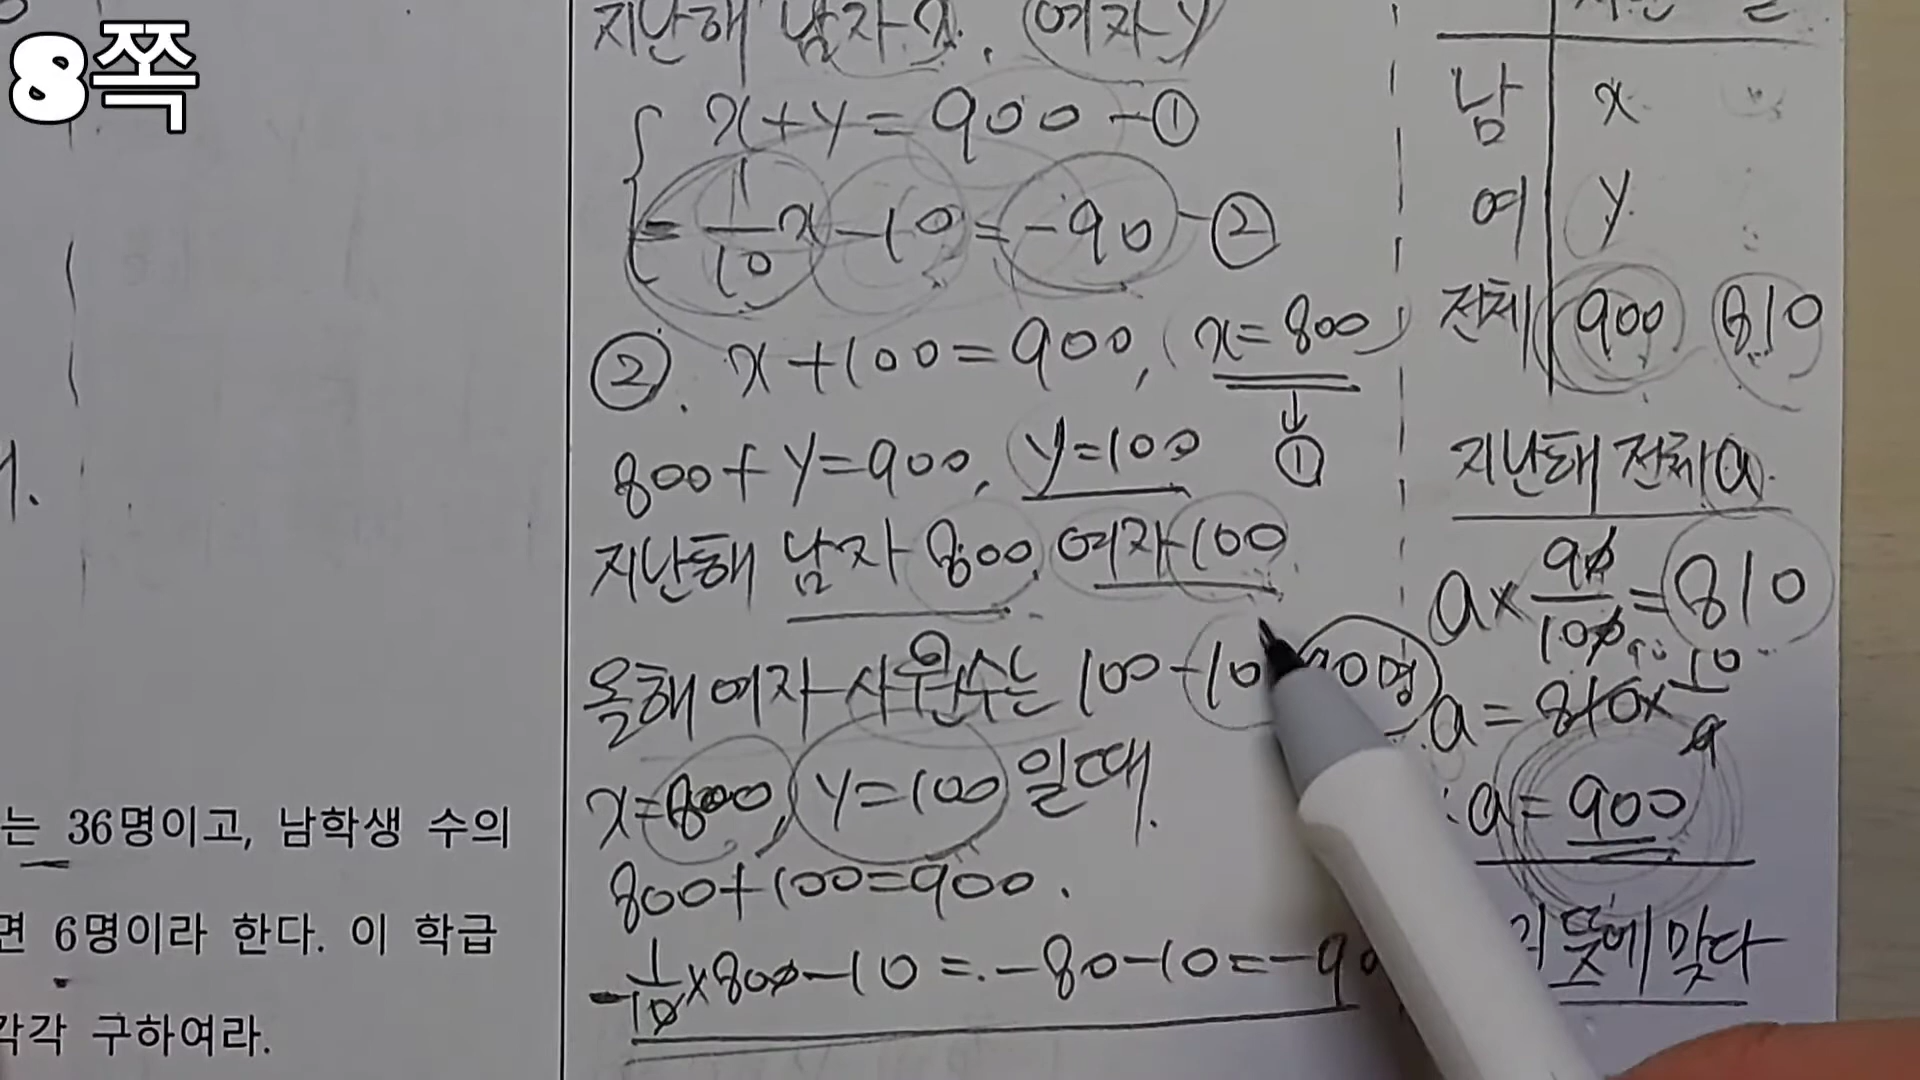 8쪽
지난해 남자 x, 여자 y
x+y=900 -①
-1/10x-10=-90 -②
②. x+100=900, x=800
↓
800+y=900, y=100 ①
지난해 남자 800, 여자 100
올해 여자 사원수는 100-10 90명
x=800, y=100 일때.
800+100=900.
-1/10×800-10=-80-10=-90
남 x
여 y
전체 900 810
지난해 전체 a
a×90/100=810
a=810×10/9
90
∴a=900
뜻에 맞다
1.
는 36명이고, 남학생 수의
면 6명이라 한다. 이 학급
각각 구하여라.